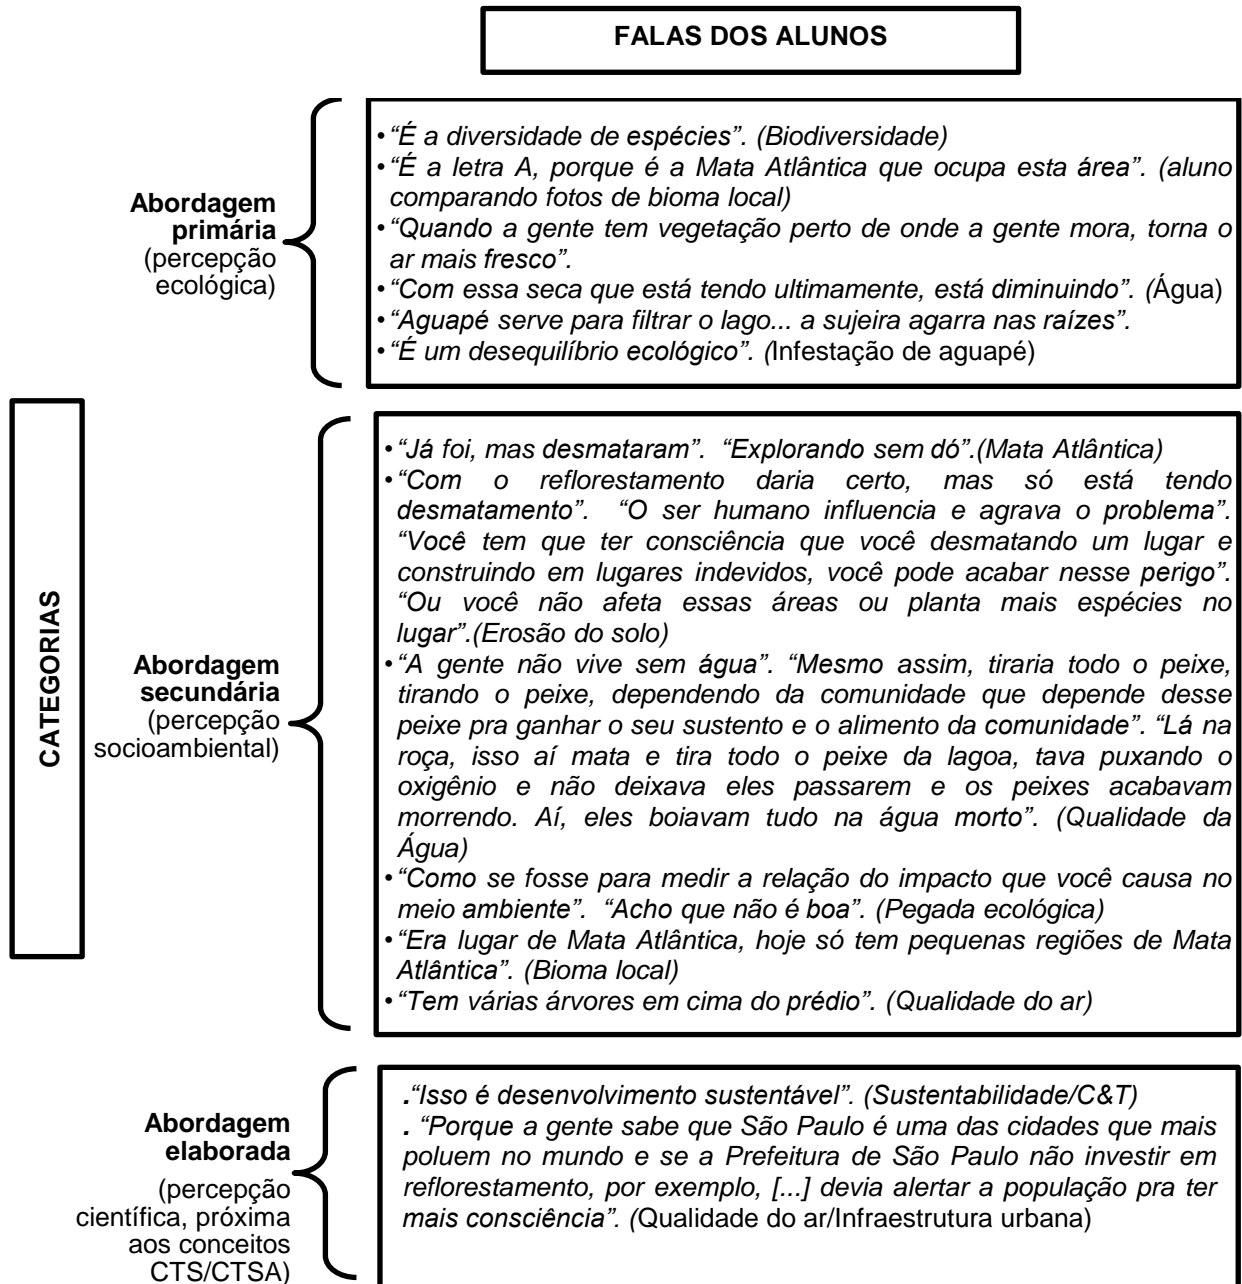 FALAS DOS ALUNOS
Abordagem
primária
(percepção
ecológica)
• “É a diversidade de espécies”. (Biodiversidade)
• “É a letra A, porque é a Mata Atlântica que ocupa esta área”. (aluno
comparando fotos de bioma local)
• “Quando a gente tem vegetação perto de onde a gente mora, torna o
ar mais fresco”.
• “Com essa seca que está tendo ultimamente, está diminuindo”. (Água)
• “Aguapé serve para filtrar o lago... a sujeira agarra nas raízes”.
• “É um desequilíbrio ecológico”. (Infestação de aguapé)
CATEGORIAS
Abordagem
secundária
(percepção
socioambiental)
• “Já foi, mas desmataram”. “Explorando sem dó”.(Mata Atlântica)
• “Com o reflorestamento daria certo, mas só está tendo
desmatamento”. “O ser humano influencia e agrava o problema”.
“Você tem que ter consciência que você desmatando um lugar e
construindo em lugares indevidos, você pode acabar nesse perigo”.
“Ou você não afeta essas áreas ou planta mais espécies no
lugar”.(Erosão do solo)
• “A gente não vive sem água”. “Mesmo assim, tiraria todo o peixe,
tirando o peixe, dependendo da comunidade que depende desse
peixe pra ganhar o seu sustento e o alimento da comunidade”. “Lá na
roça, isso aí mata e tira todo o peixe da lagoa, tava puxando o
oxigênio e não deixava eles passarem e os peixes acabavam
morrendo. Aí, eles boiavam tudo na água morto”. (Qualidade da
Água)
• “Como se fosse para medir a relação do impacto que você causa no
meio ambiente”. “Acho que não é boa”. (Pegada ecológica)
• “Era lugar de Mata Atlântica, hoje só tem pequenas regiões de Mata
Atlântica”. (Bioma local)
• “Tem várias árvores em cima do prédio”. (Qualidade do ar)
Abordagem
elaborada
(percepção
científica, próxima
aos conceitos
CTS/CTSA)
.“Isso é desenvolvimento sustentável”. (Sustentabilidade/C&T)
. “Porque a gente sabe que São Paulo é uma das cidades que mais
poluem no mundo e se a Prefeitura de São Paulo não investir em
reflorestamento, por exemplo, [...] devia alertar a população pra ter
mais consciência”. (Qualidade do ar/Infraestrutura urbana)